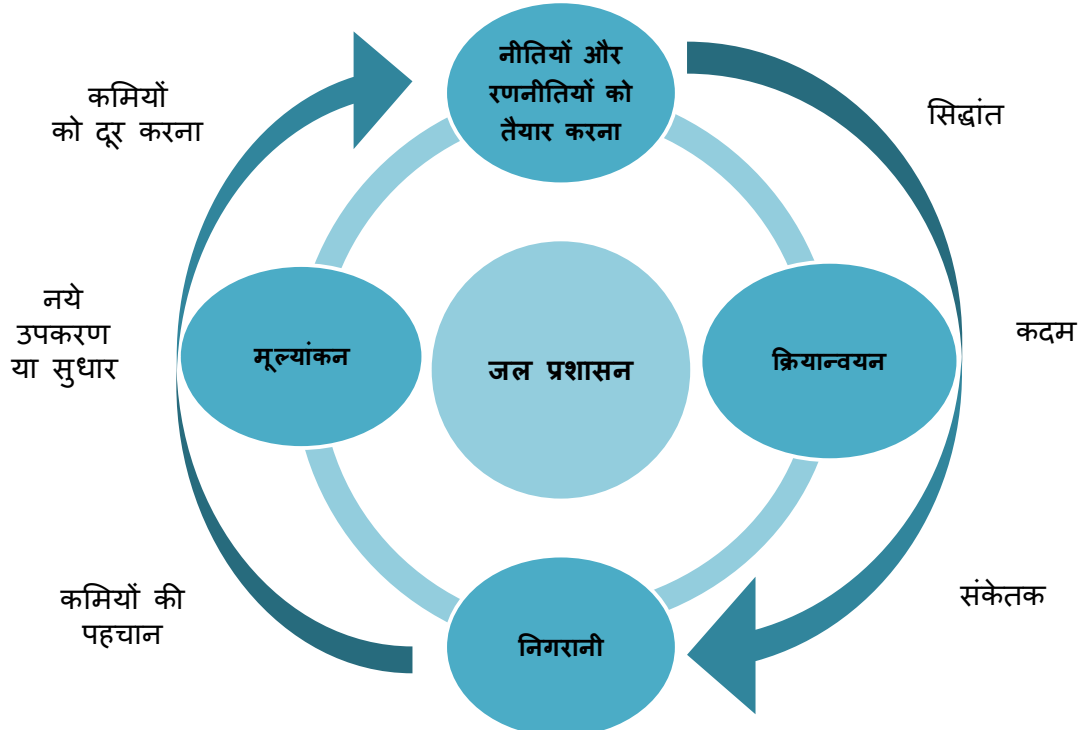 नीतियों और
रणनीतियों को
तैयार करना
कमियों
को दूर करना
सिद्धांत
नये
उपकरण
या सुधार
मूल्यांकन
जल प्रशासन
क्रियान्वयन
कदम
कमियों की
पहचान
निगरानी
संकेतक